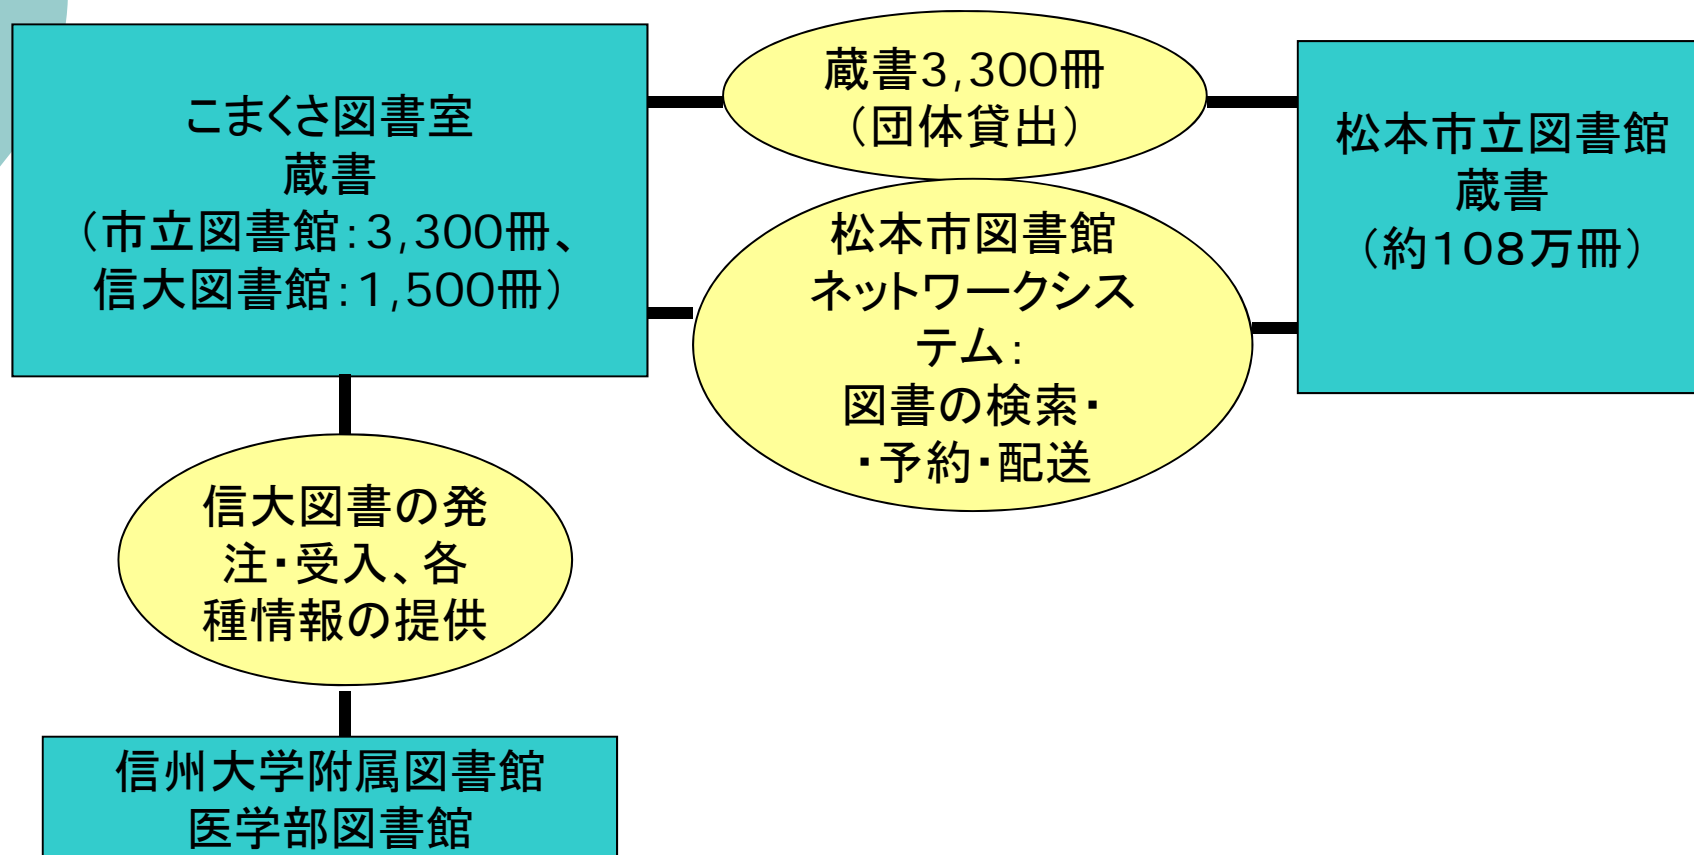 こまくさ図書室
蔵書
（市立図書館：3,300冊、
信大図書館：1,500冊）
蔵書3,300冊
（団体貸出）
松本市図書館
ネットワークシス
テム：
図書の検索・
・予約・配送
松本市立図書館
蔵書
（約108万冊）
信大図書の発
注・受入、各
種情報の提供
信州大学附属図書館
医学部図書館